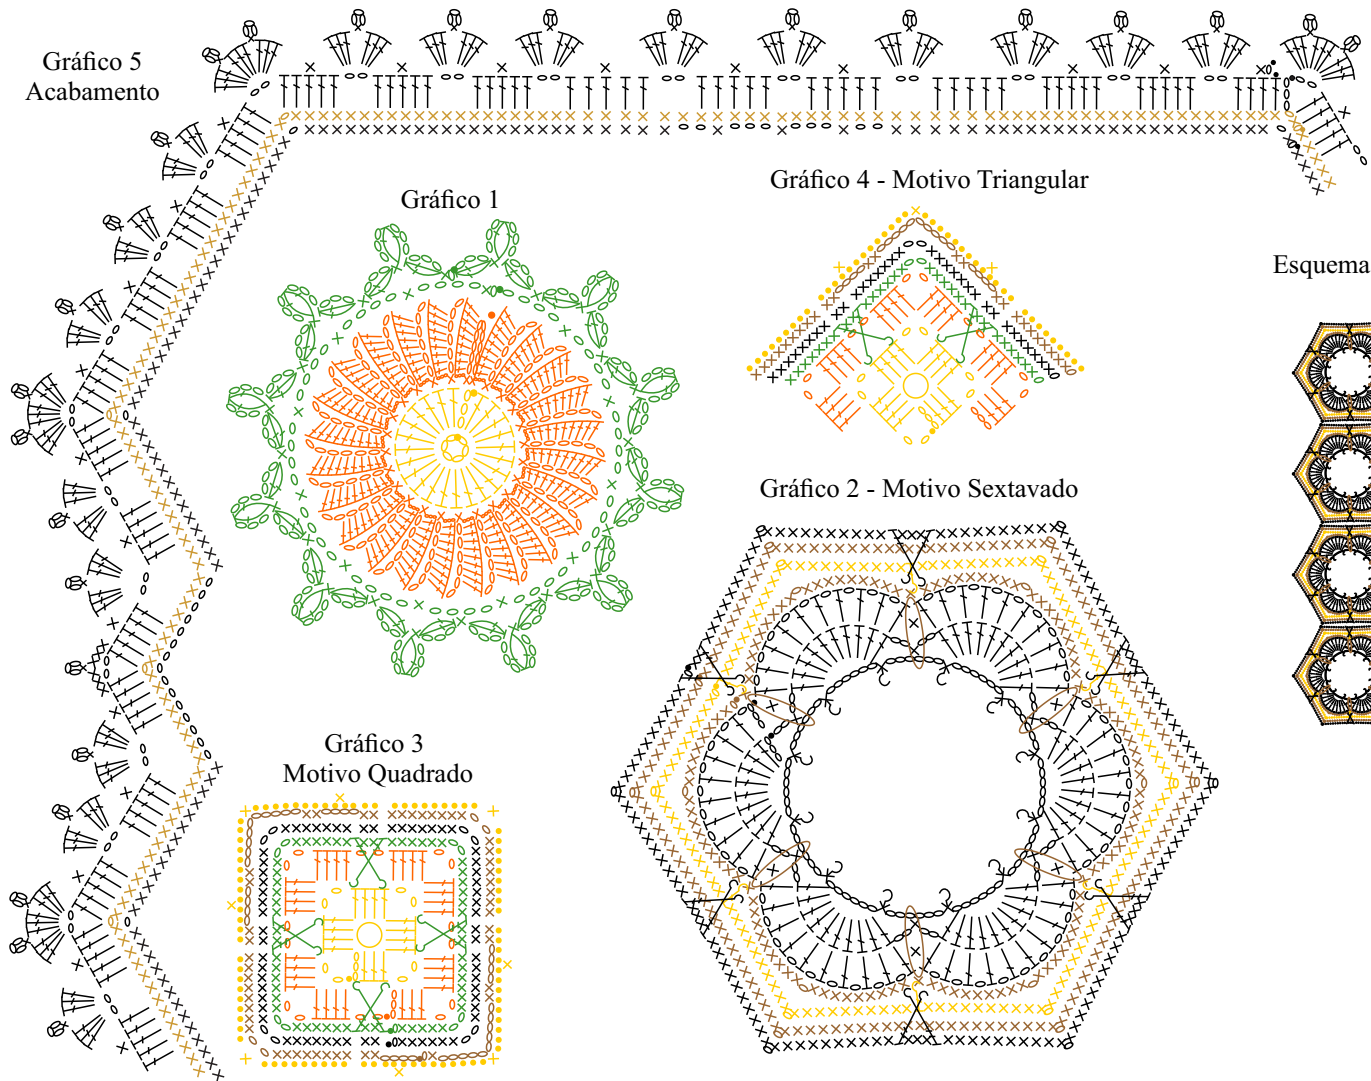 Gráfico 5
Acabamento
Gráfico 1
Gráfico 4 - Motivo Triangular
Esquema
Gráfico 2 - Motivo Sextavado
Gráfico 3
Motivo Quadrado